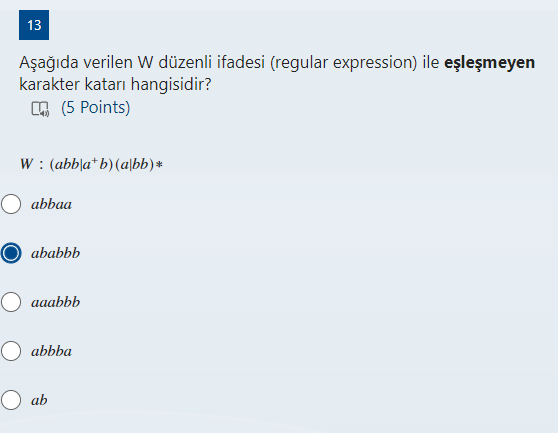 13
Aşağıda verilen W düzenli ifadesi (regular expression) ile eşleşmeyen
karakter katarı hangisidir?
(5 Points)
W : (abb|a⁺b)(a|bb)*
abbaa
ababbb
aaabbb
abbba
ab